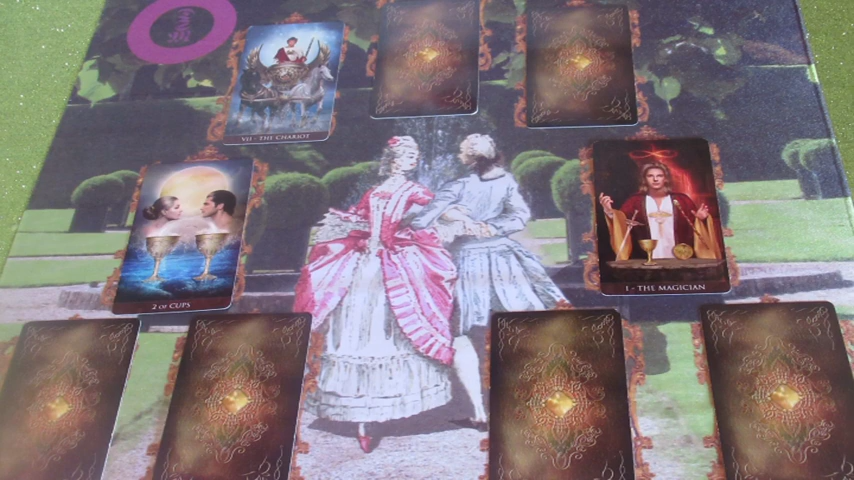 VII - THE CHARIOT
2 OF CUPS
I - THE MAGICIAN